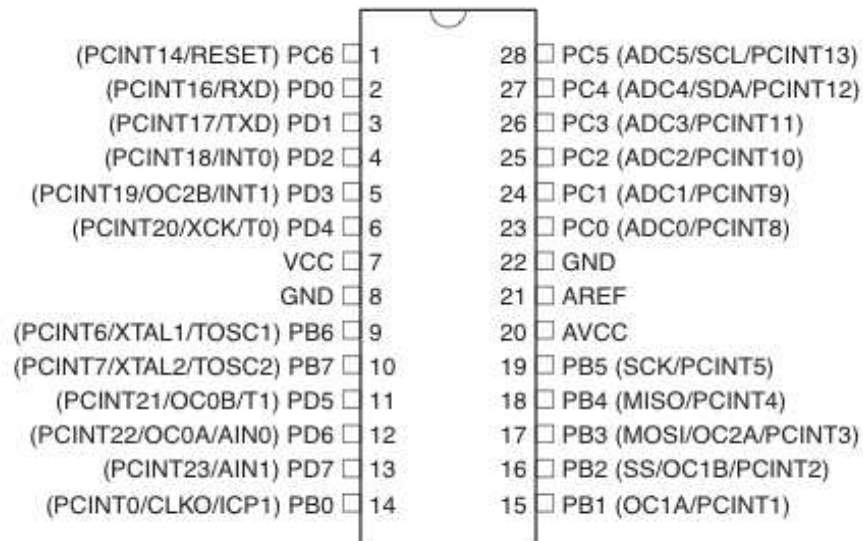 (PCINT14/RESET) PC6 1 28 PC5 (ADC5/SCL/PCINT13)
(PCINT16/RXD) PD0 2 27 PC4 (ADC4/SDA/PCINT12)
(PCINT17/TXD) PD1 3 26 PC3 (ADC3/PCINT11)
(PCINT18/INT0) PD2 4 25 PC2 (ADC2/PCINT10)
(PCINT19/OC2B/INT1) PD3 5 24 PC1 (ADC1/PCINT9)
(PCINT20/XCK/T0) PD4 6 23 PC0 (ADC0/PCINT8)
VCC 7 22 GND
GND 8 21 AREF
(PCINT6/XTAL1/TOSC1) PB6 9 20 AVCC
(PCINT7/XTAL2/TOSC2) PB7 10 19 PB5 (SCK/PCINT5)
(PCINT21/OC0B/T1) PD5 11 18 PB4 (MISO/PCINT4)
(PCINT22/OC0A/AIN0) PD6 12 17 PB3 (MOSI/OC2A/PCINT3)
(PCINT23/AIN1) PD7 13 16 PB2 (SS/OC1B/PCINT2)
(PCINT0/CLKO/ICP1) PB0 14 15 PB1 (OC1A/PCINT1)